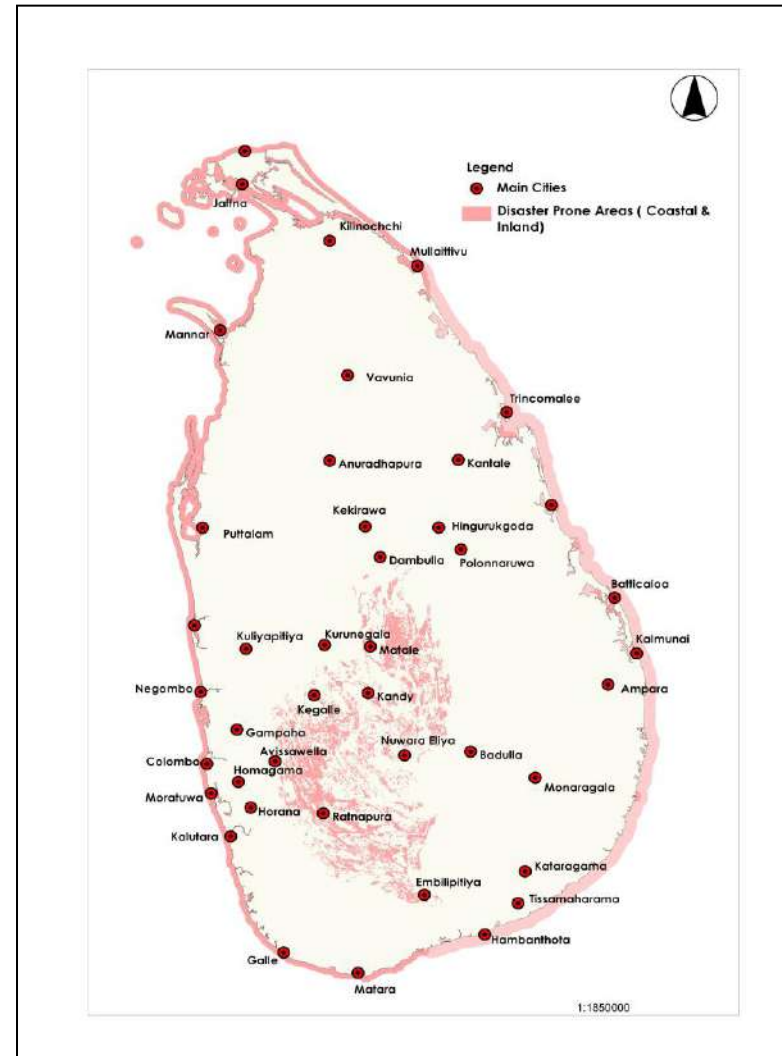 Legend
Main Cities
Disaster Prone Areas ( Coastal &
Inland)
Jaffna
Kilinochchi
Mullaittivu
Mannar
Vavunia
Trincomalee
Anuradhapura
Kantale
Kekirawa
Hingurukgoda
Puttalam
Dambulla
Polonnaruwa
Batticaloa
Kuliyapitiya
Kurunegala
Matale
Kalmunai
Negombo
Kegalle
Kandy
Ampara
Gampaha
Nuwara Eliya
Badulla
Avissawella
Colombo
Homagama
Monaragala
Moratuwa
Horana
Ratnapura
Kalutara
Kataragama
Embilipitiya
Tissamaharama
Hambanthota
Galle
Matara
1:1850000